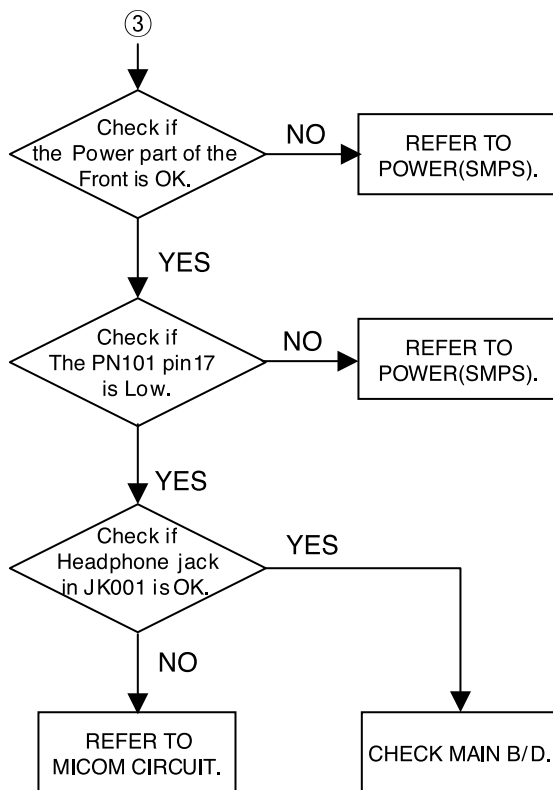 ③
Check if
the Power part of the
Front is OK.
NO
REFER TO
POWER(SMPS).
YES
Check if
The PN101 pin17
is Low.
NO
REFER TO
POWER(SMPS).
YES
Check if
Headphone jack
in JK001 is OK.
YES
NO
REFER TO
MICOM CIRCUIT.
CHECK MAIN B/D.